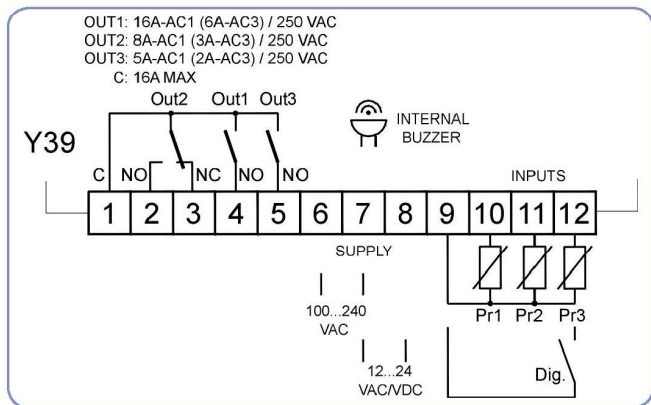 OUT1: 16A-AC1 (6A-AC3) / 250 VAC
OUT2: 8A-AC1 (3A-AC3) / 250 VAC
OUT3: 5A-AC1 (2A-AC3) / 250 VAC
C: 16A MAX
Out2 Out1 Out3
INTERNAL
BUZZER
Y39
C NO NC NO NO INPUTS
1 2 3 4 5 6 7 8 9 10 11 12
SUPPLY
100...240
VAC
Pr1 Pr2 Pr3
12...24
VAC/VDC
Dig.